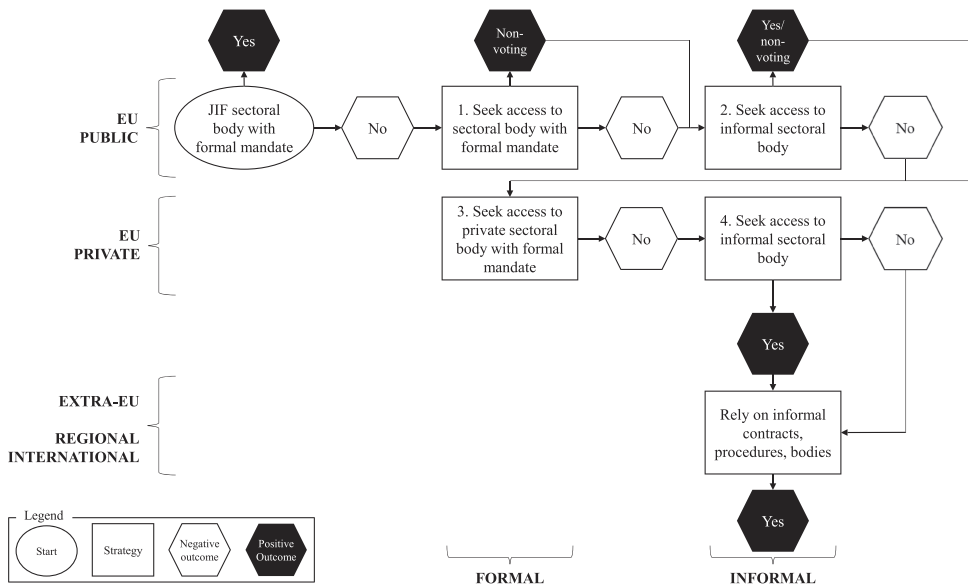 Yes
Non-
voting
Yes/
non-
voting
EU
PUBLIC
JIF sectoral
body with
formal mandate
No
1. Seek access to
sectoral body with
formal mandate
No
2. Seek access to
informal sectoral
body
No
EU
PRIVATE
3. Seek access to
private sectoral
body with formal
mandate
No
4. Seek access to
informal sectoral
body
No
Yes
EXTRA-EU
REGIONAL
INTERNATIONAL
Rely on informal
contracts,
procedures, bodies
Yes
Legend
Start
Strategy
Negative
outcome
Positive
Outcome
FORMAL
INFORMAL